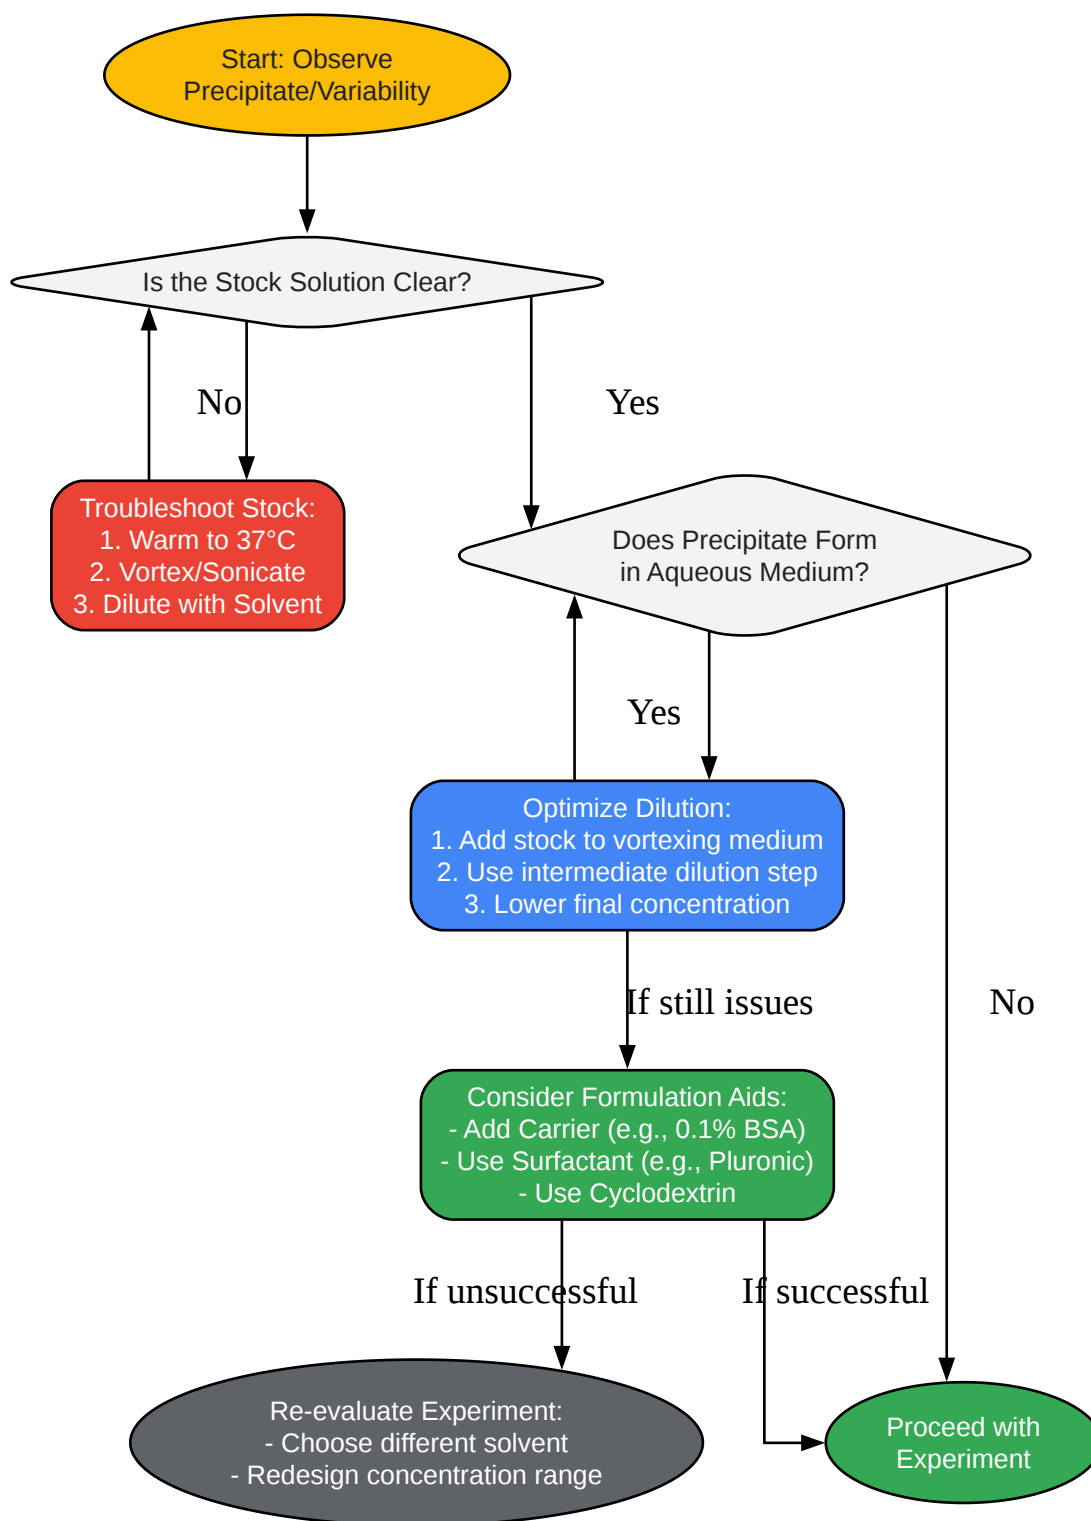 Start: Observe
Precipitate/Variability
Is the Stock Solution Clear?
No
Yes
Troubleshoot Stock:
1. Warm to 37°C
2. Vortex/Sonicate
3. Dilute with Solvent
Does Precipitate Form
in Aqueous Medium?
Yes
Optimize Dilution:
1. Add stock to vortexing medium
2. Use intermediate dilution step
3. Lower final concentration
If still issues
No
Consider Formulation Aids:
- Add Carrier (e.g., 0.1% BSA)
- Use Surfactant (e.g., Pluronic)
- Use Cyclodextrin
If unsuccessful
If successful
Re-evaluate Experiment:
- Choose different solvent
- Redesign concentration range
Proceed with
Experiment